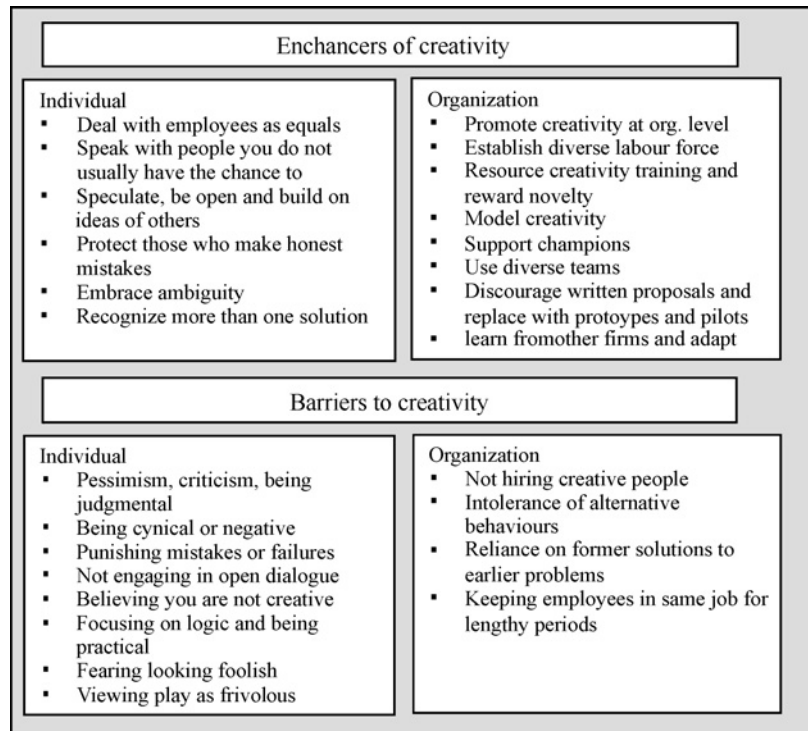 Enchancers of creativity
Individual
▪ Deal with employees as equals
▪ Speak with people you do not
usually have the chance to
▪ Speculate, be open and build on
ideas of others
▪ Protect those who make honest
mistakes
▪ Embrace ambiguity
▪ Recognize more than one solution
Organization
▪ Promote creativity at org. level
▪ Establish diverse labour force
▪ Resource creativity training and
reward novelty
▪ Model creativity
▪ Support champions
▪ Use diverse teams
▪ Discourage written proposals and
replace with protoypes and pilots
▪ learn fromother firms and adapt
Barriers to creativity
Individual
▪ Pessimism, criticism, being
judgmental
▪ Being cynical or negative
▪ Punishing mistakes or failures
▪ Not engaging in open dialogue
▪ Believing you are not creative
▪ Focusing on logic and being
practical
▪ Fearing looking foolish
▪ Viewing play as frivolous
Organization
▪ Not hiring creative people
▪ Intolerance of alternative
behaviours
▪ Reliance on former solutions to
earlier problems
▪ Keeping employees in same job for
lengthy periods